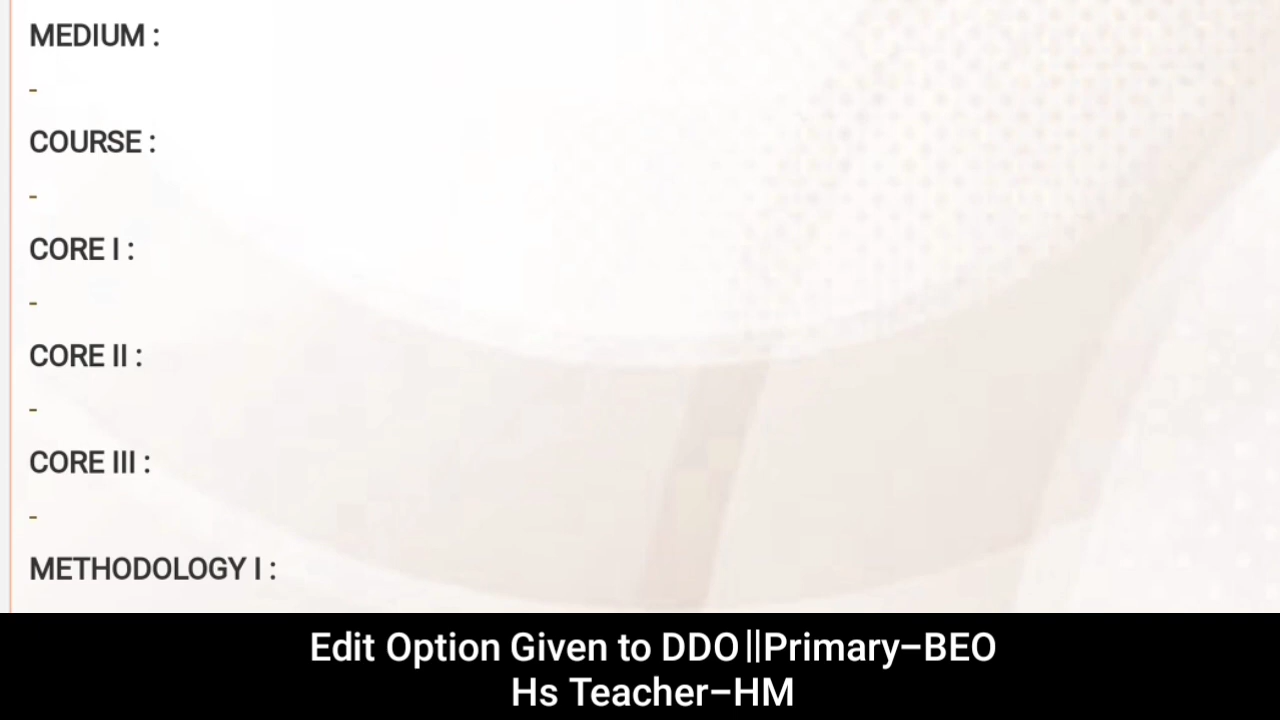 MEDIUM :
-
COURSE :
-
CORE I :
-
CORE II :
-
CORE III :
-
METHODOLOGY I :
Edit Option Given to DDO||Primary–BEO
Hs Teacher–HM